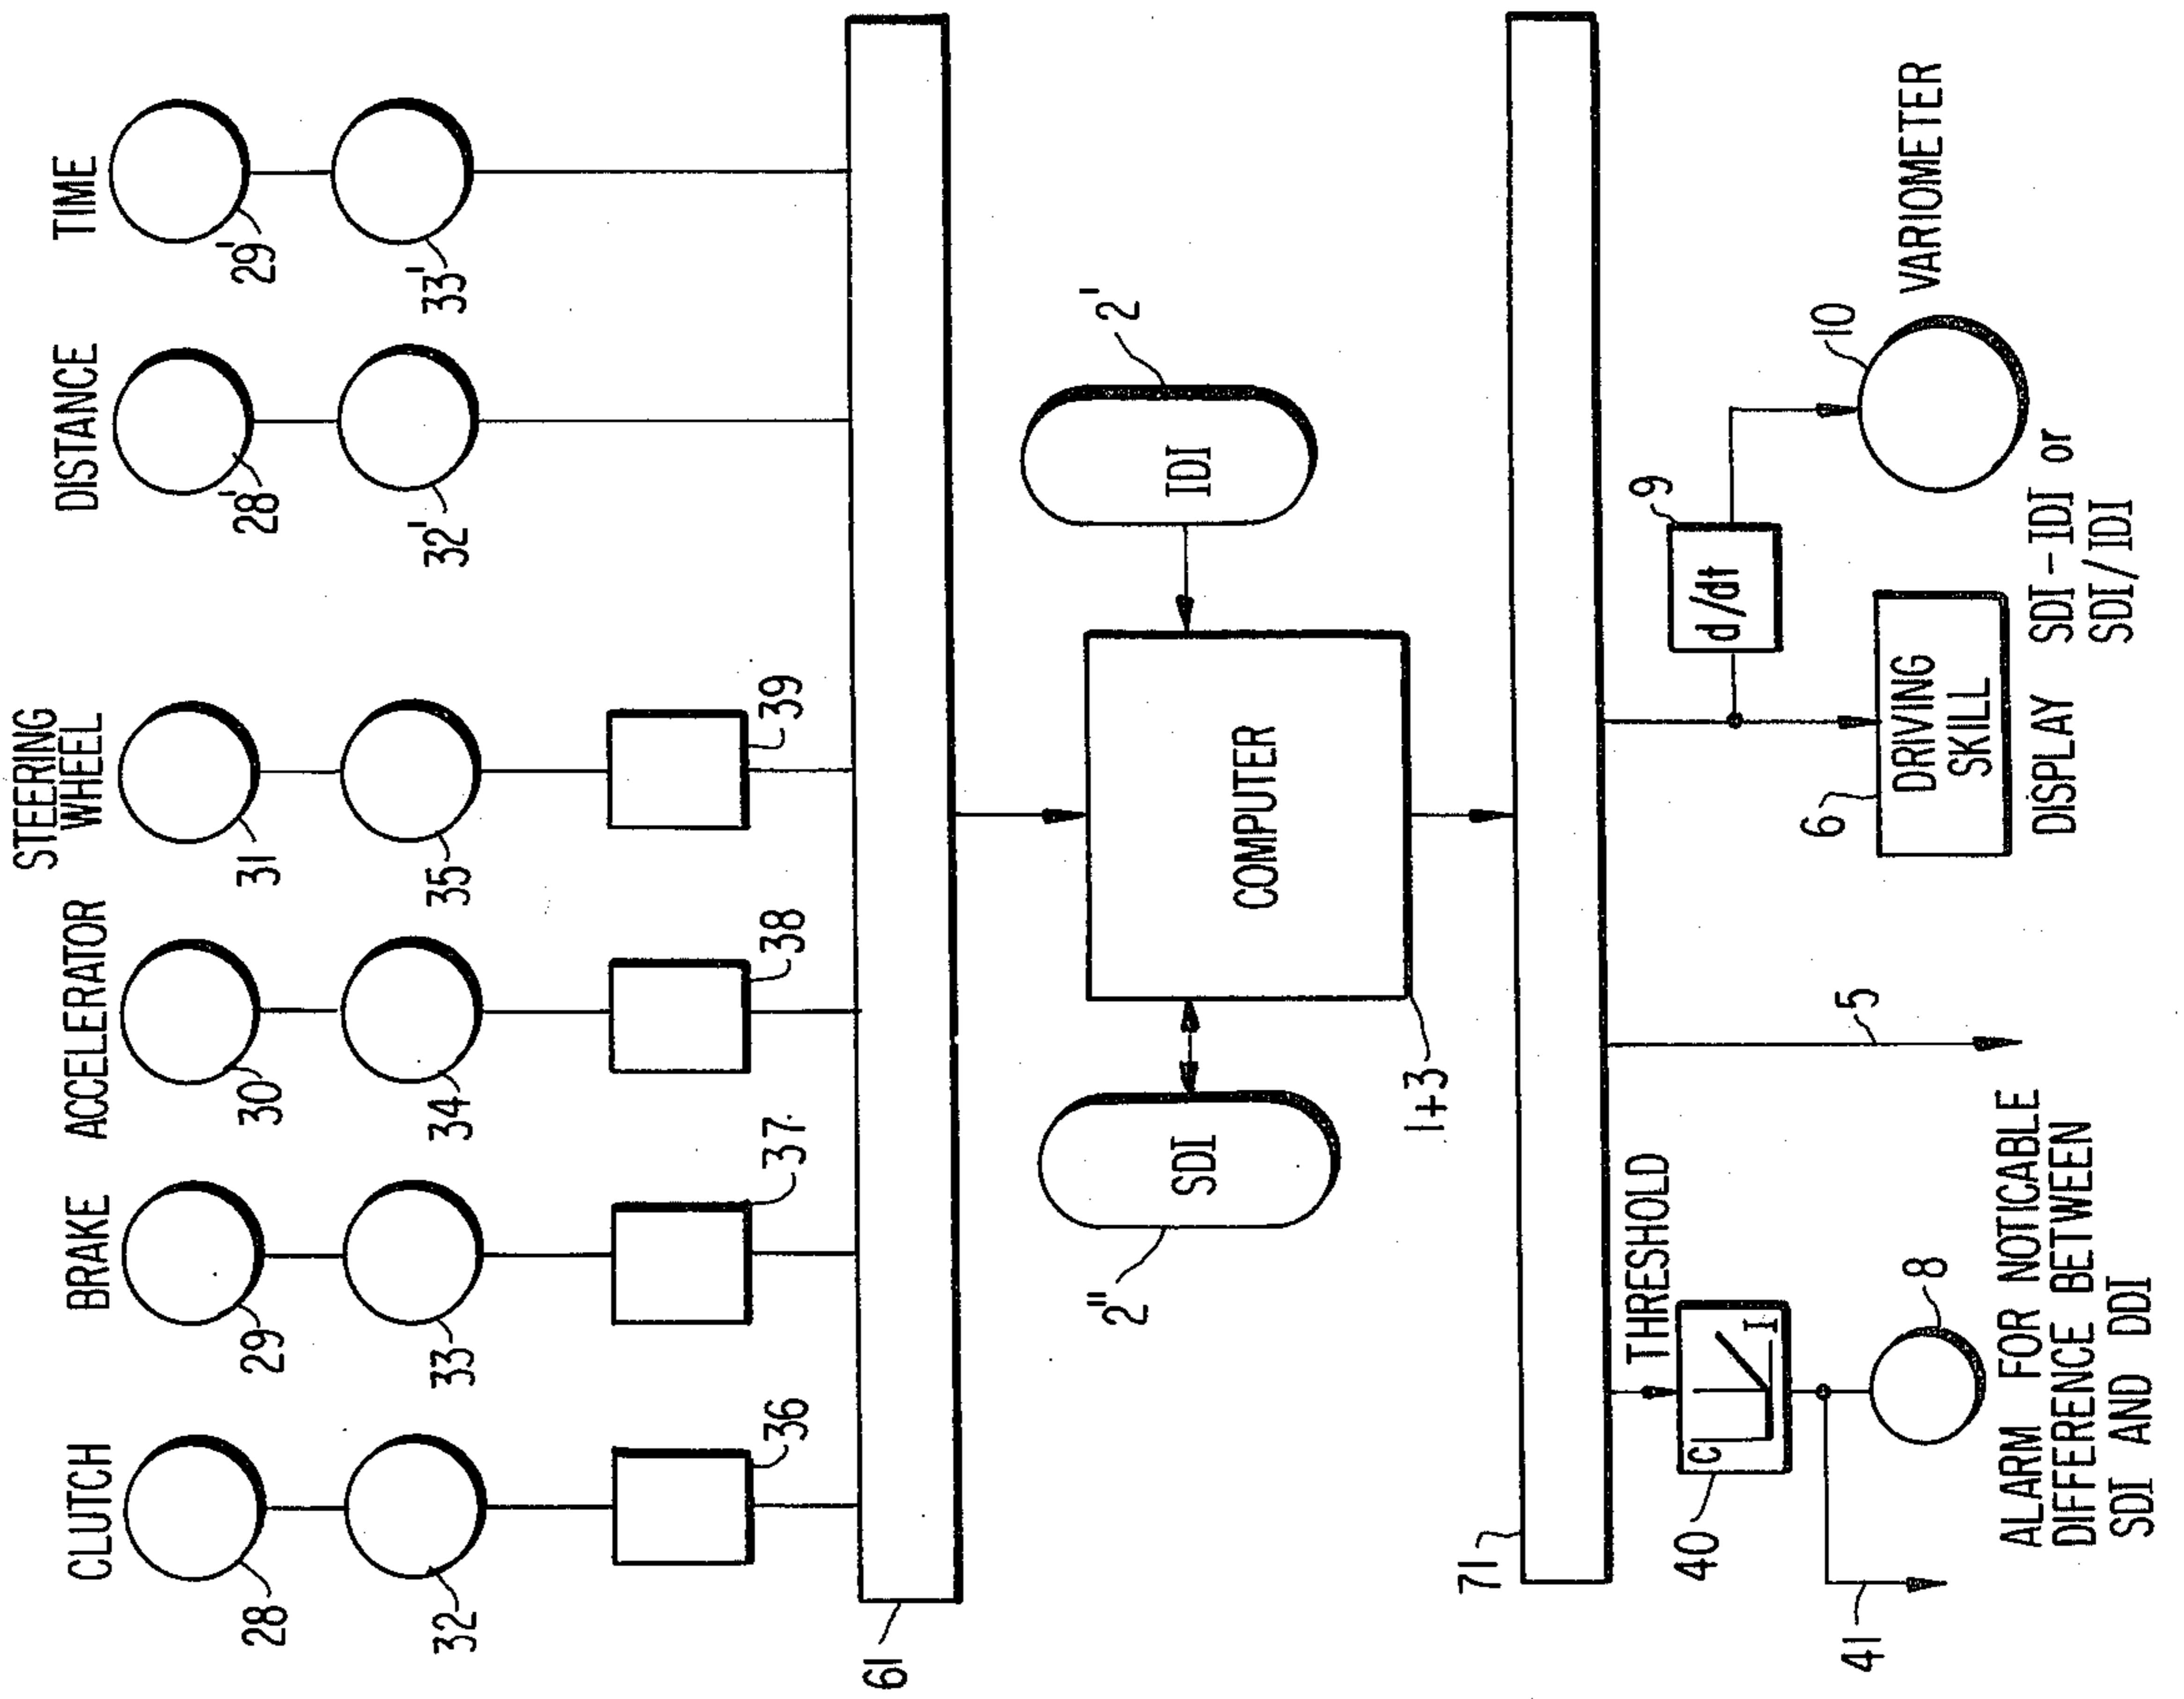 CLUTCH
BRAKE
ACCELERATOR
STEERING
WHEEL
DISTANCE
TIME
28
29
30
31
28'
29'
32
33
34
35
32'
33'
36
37
38
39
61
2"
SDI
COMPUTER
IDI
2'
1+3
71
THRESHOLD
40
C
I
41
8
5
9
d/dt
10
6
DRIVING
SKILL
VARIOMETER
ALARM FOR NOTICABLE
DIFFERENCE BETWEEN
SDI AND DDI
DISPLAY SDI-IDI or
SDI/IDI